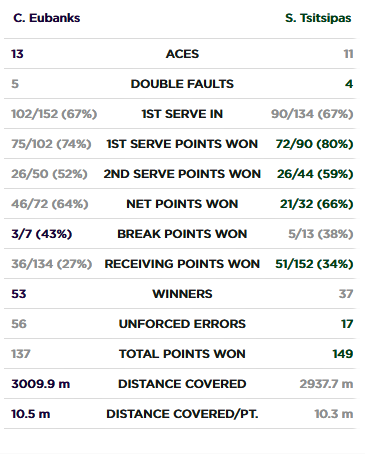 C. Eubanks S. Tsitsipas
13 ACES 11
5 DOUBLE FAULTS 4
102/152 (67%) 1ST SERVE IN 90/134 (67%)
75/102 (74%) 1ST SERVE POINTS WON 72/90 (80%)
26/50 (52%) 2ND SERVE POINTS WON 26/44 (59%)
46/72 (64%) NET POINTS WON 21/32 (66%)
3/7 (43%) BREAK POINTS WON 5/13 (38%)
36/134 (27%) RECEIVING POINTS WON 51/152 (34%)
53 WINNERS 37
56 UNFORCED ERRORS 17
137 TOTAL POINTS WON 149
3009.9 m DISTANCE COVERED 2937.7 m
10.5 m DISTANCE COVERED/PT. 10.3 m